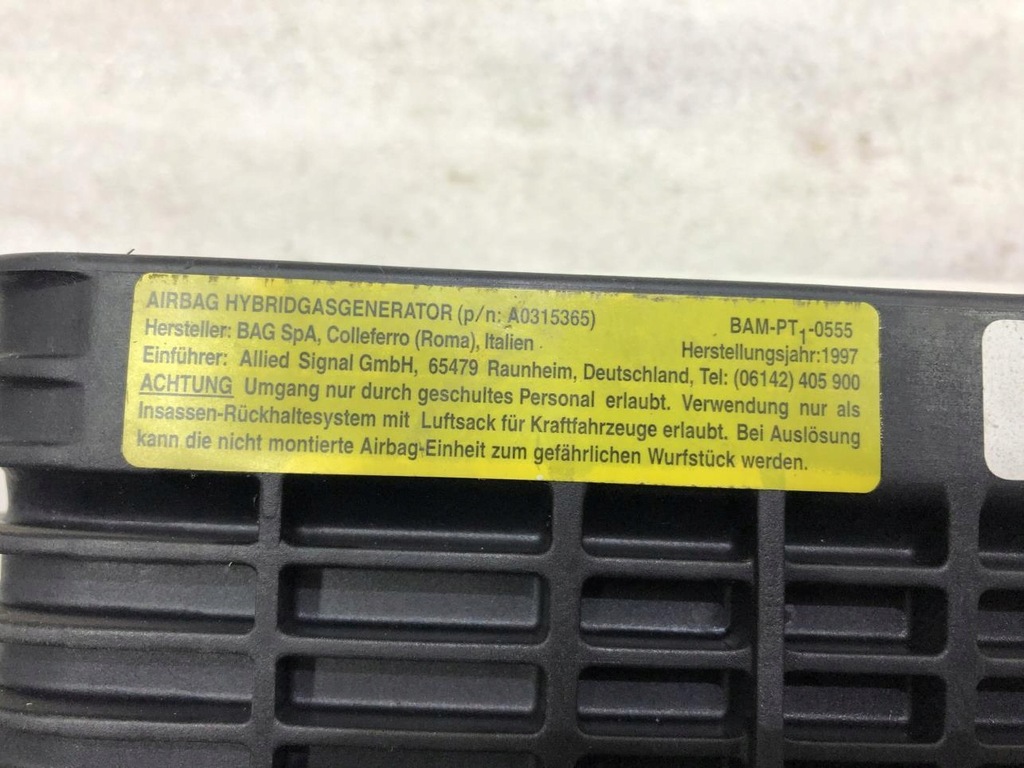 AIRBAG HYBRIDGASGENERATOR (p/n: A0315365) BAM-PT1-0555
Hersteller: BAG SpA, Colleferro (Roma), Italien Herstellungsjahr:1997
Einführer: Allied Signal GmbH, 65479 Raunheim, Deutschland, Tel: (06142) 405 900
ACHTUNG Umgang nur durch geschultes Personal erlaubt. Verwendung nur als
Insassen-Rückhaltesystem mit Luftsack für Kraftfahrzeuge erlaubt. Bei Auslösung
kann die nicht montierte Airbag-Einheit zum gefährlichen Wurfstück werden.